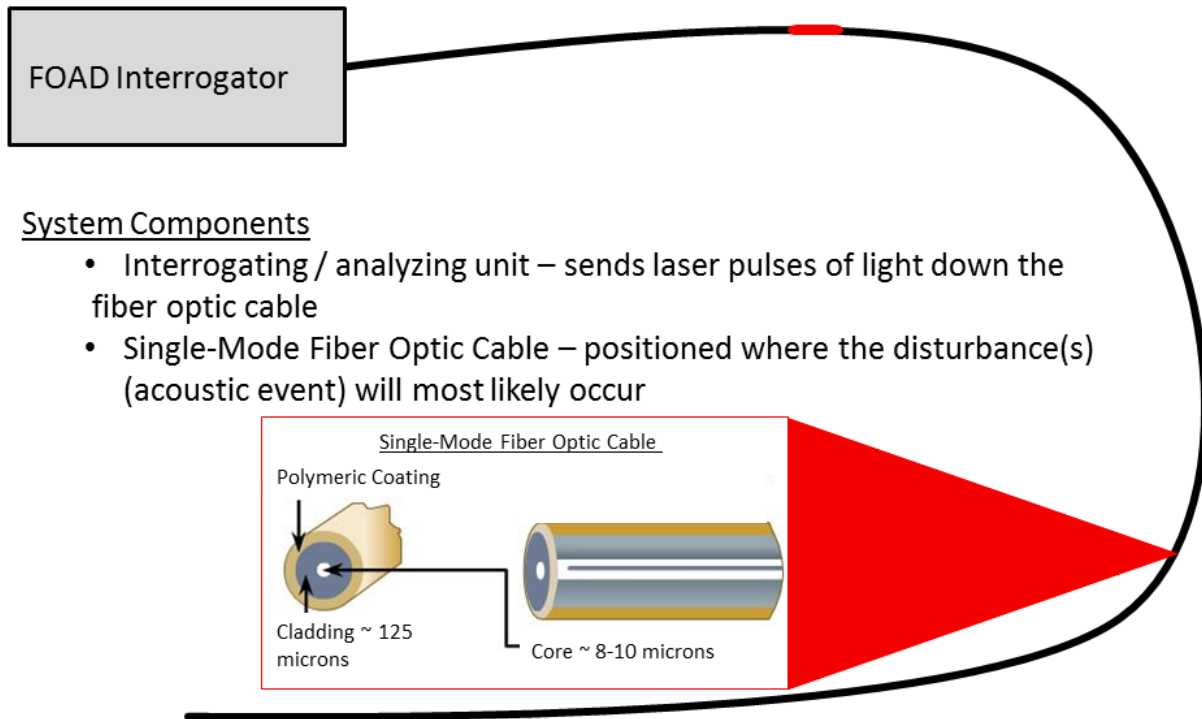 FOAD Interrogator
System Components
• Interrogating / analyzing unit – sends laser pulses of light down the
fiber optic cable
• Single-Mode Fiber Optic Cable – positioned where the disturbance(s)
(acoustic event) will most likely occur
Single-Mode Fiber Optic Cable
Polymeric Coating
Cladding ~ 125
microns
Core ~ 8-10 microns